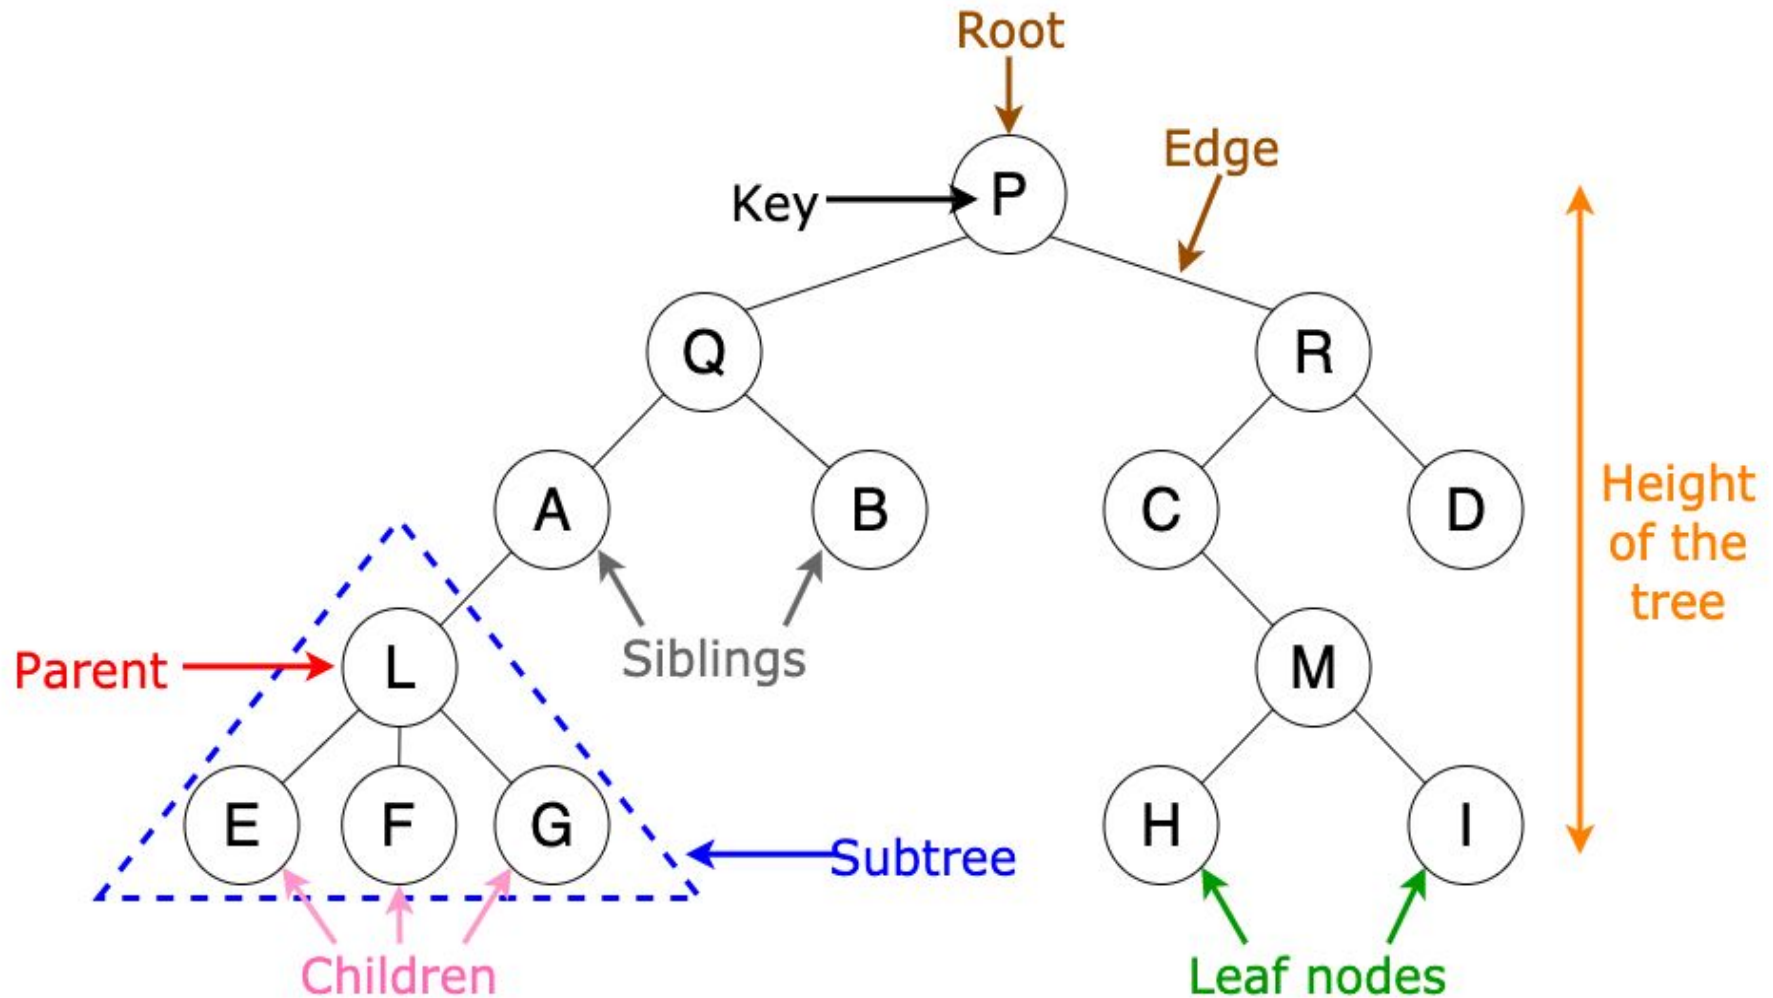 Root
Edge
Key
P
Q
R
A
B
C
D
Height
of the
tree
Parent
L
Siblings
M
E
F
G
H
I
Subtree
Children
Leaf nodes